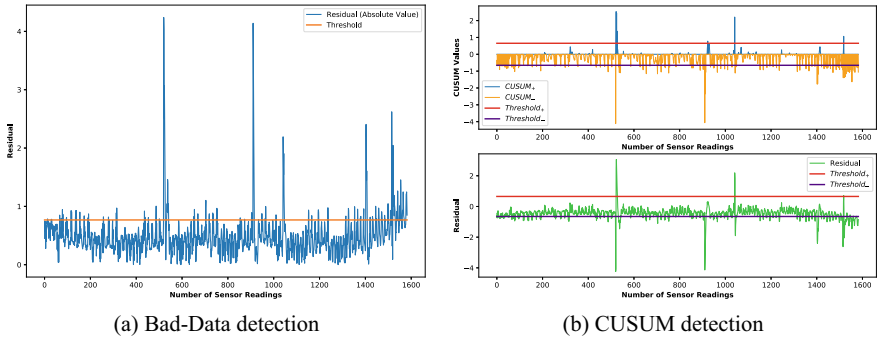 Residual (Absolute Value)
Threshold
4
3
2
1
0
Residual
0 200 400 600 800 1000 1200 1400 1600
Number of Sensor Readings
(a) Bad-Data detection
2
1
0
−1
−2
−3
−4
CUSUM Values
CUSUM₊
CUSUM₋
Threshold₊
Threshold₋
0 200 400 600 800 1000 1200 1400 1600
Number of Sensor Readings
Residual
Threshold₊
Threshold₋
2
0
−2
−4
Residual
0 200 400 600 800 1000 1200 1400 1600
Number of Sensor Readings
(b) CUSUM detection